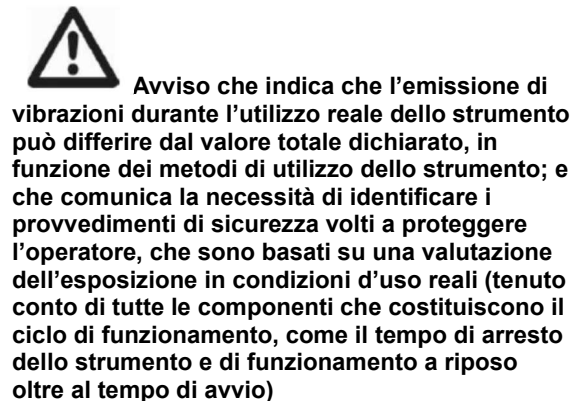 Avviso che indica che l’emissione di
vibrazioni durante l’utilizzo reale dello strumento
può differire dal valore totale dichiarato, in
funzione dei metodi di utilizzo dello strumento; e
che comunica la necessità di identificare i
provvedimenti di sicurezza volti a proteggere
l’operatore, che sono basati su una valutazione
dell’esposizione in condizioni d’uso reali (tenuto
conto di tutte le componenti che costituiscono il
ciclo di funzionamento, come il tempo di arresto
dello strumento e di funzionamento a riposo
oltre al tempo di avvio)